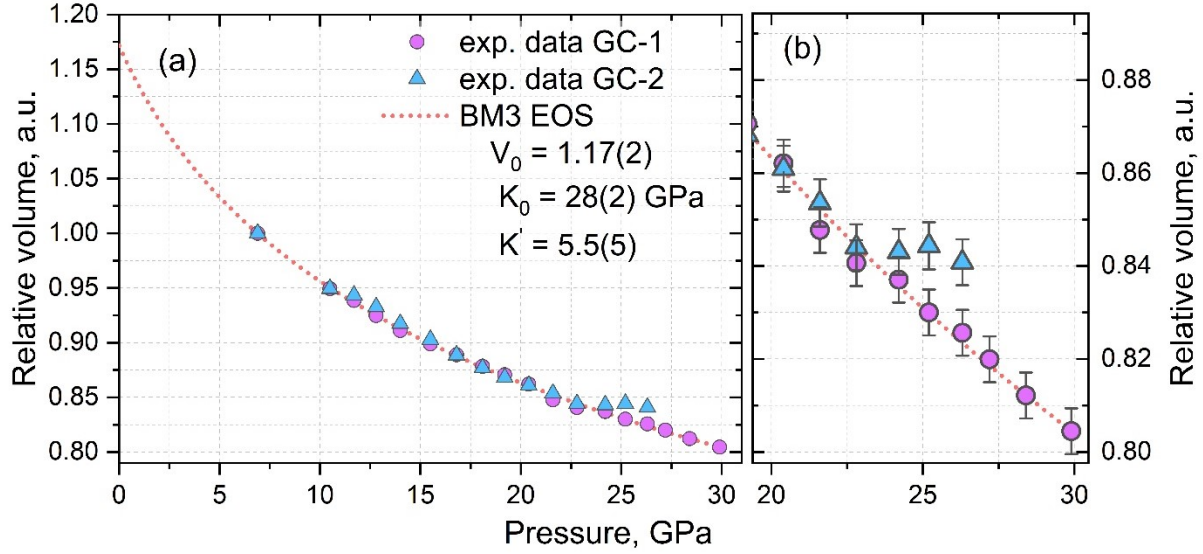 1.20
1.15
1.10
1.05
1.00
0.95
0.90
0.85
0.80
Relative volume, a.u.
(a)
exp. data GC-1
exp. data GC-2
BM3 EOS
V0 = 1.17(2)
K0 = 28(2) GPa
K' = 5.5(5)
0 5 10 15 20 25 30
Pressure, GPa
(b)
0.88
0.86
0.84
0.82
0.80
Relative volume, a.u.
20 25 30